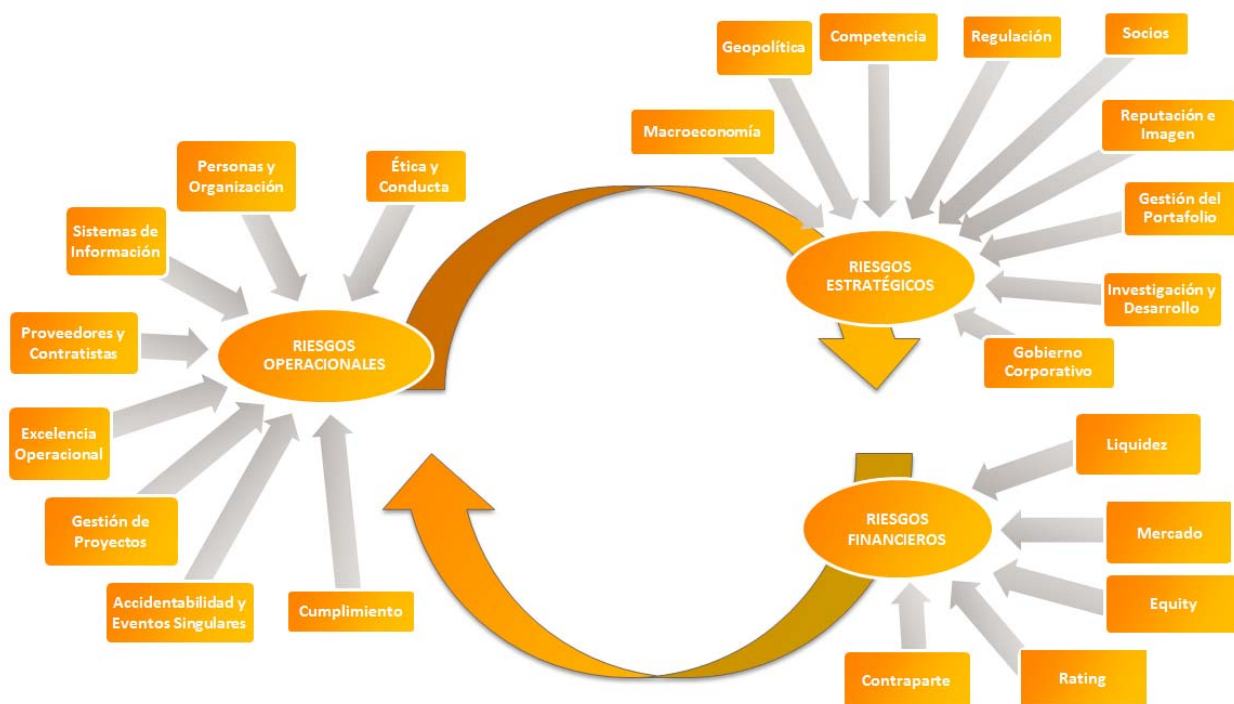 Geopolítica
Competencia
Regulación
Socios
Macroeconomía
Reputación e
Imagen
Gestión del
Portafolio
Investigación y
Desarrollo
Gobierno
Corporativo
RIESGOS
ESTRATÉGICOS
Personas y
Organización
Ética y
Conducta
Sistemas de
Información
Proveedores y
Contratistas
Excelencia
Operacional
Gestión de
Proyectos
Accidentabilidad y
Eventos Singulares
Cumplimiento
RIESGOS
OPERACIONALES
RIESGOS
FINANCIEROS
Liquidez
Mercado
Equity
Rating
Contraparte